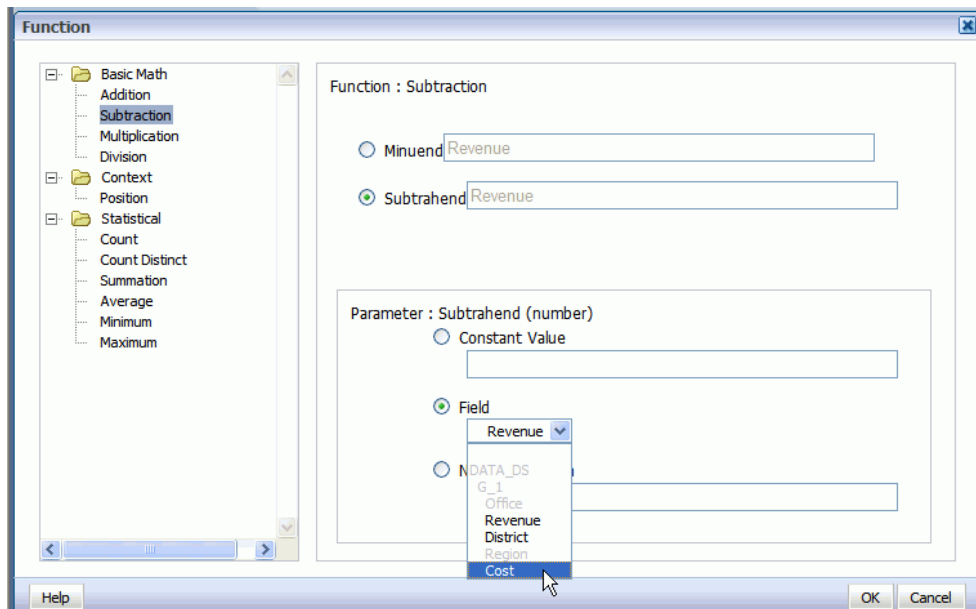 Function
Basic Math
Addition
Subtraction
Multiplication
Division
Context
Position
Statistical
Count
Count Distinct
Summation
Average
Minimum
Maximum
Function : Subtraction
Minuend Revenue
Subtrahend Revenue
Parameter : Subtrahend (number)
Constant Value
Field
Revenue
NDATA_DS
G_1
Office
Revenue
District
Region
Cost
Help
OK Cancel